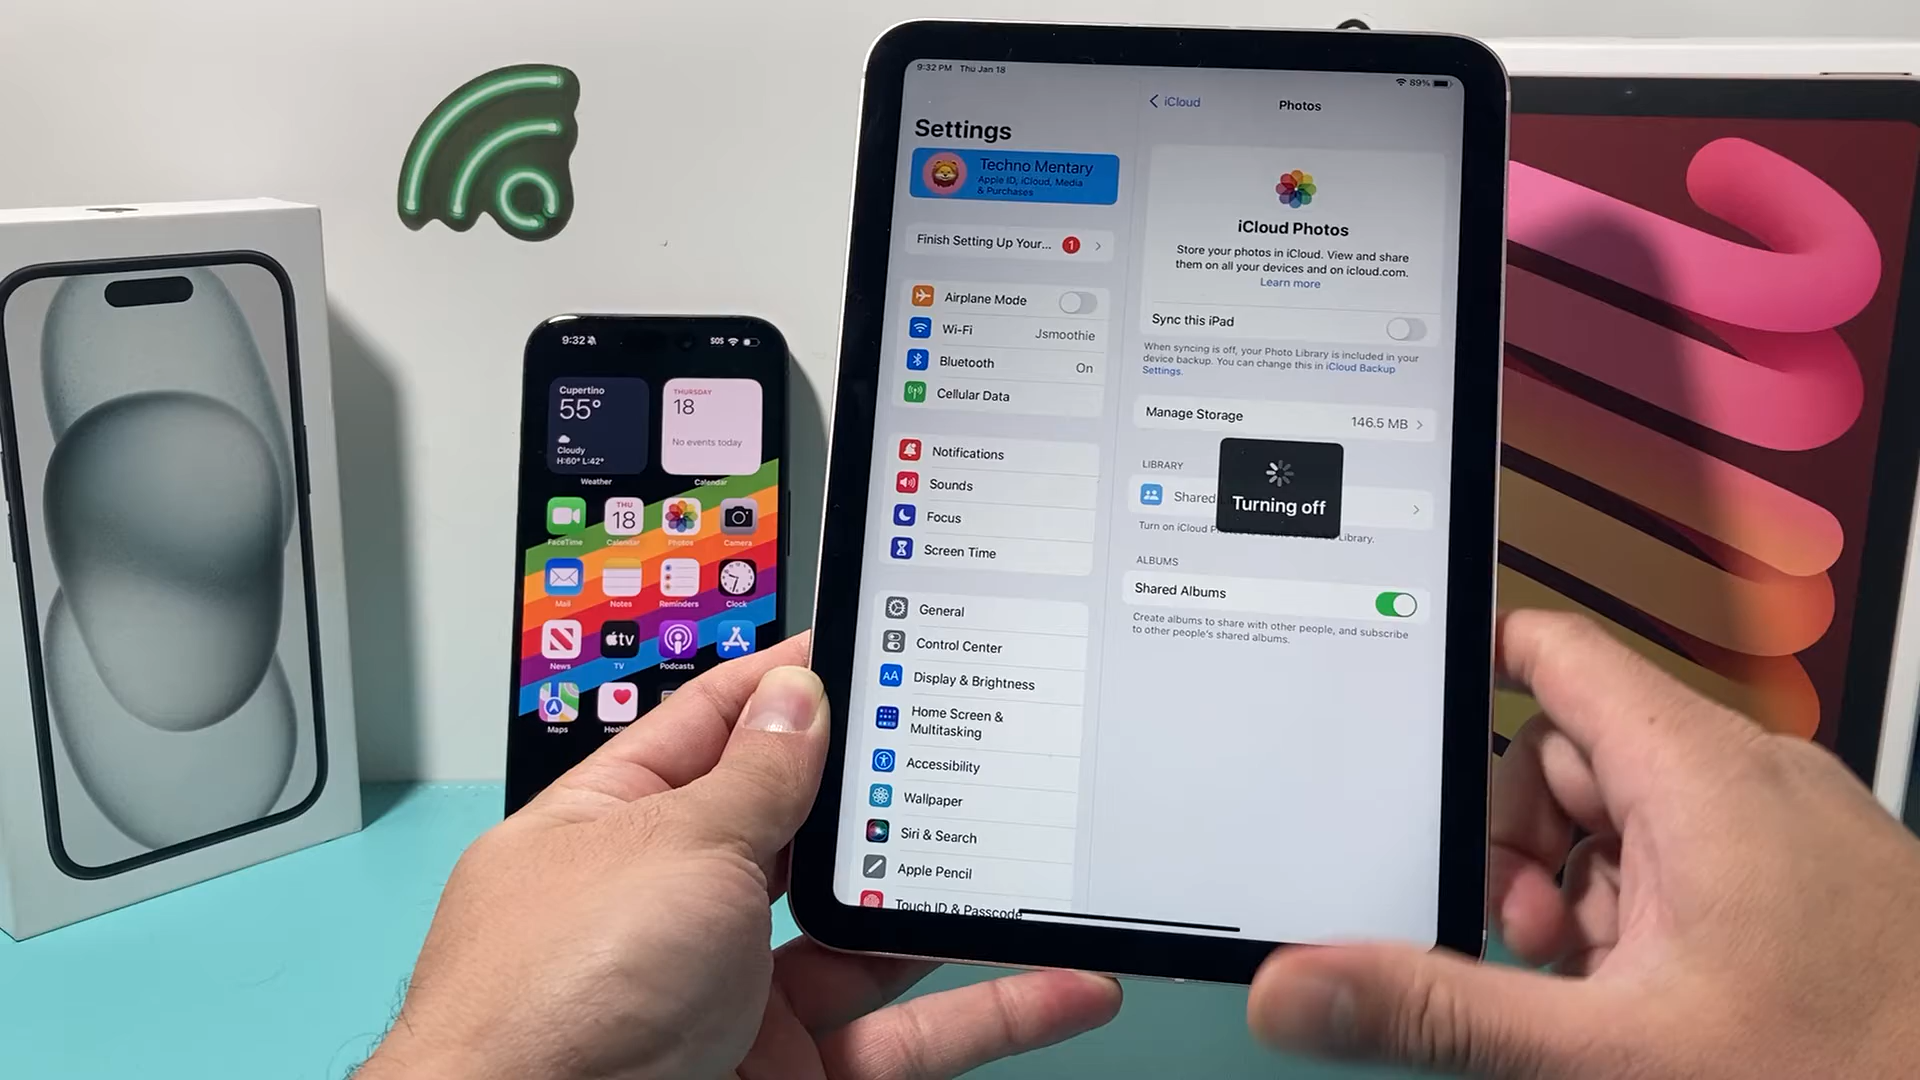 9:32
SOS
Cupertino
55°
Cloudy
H:60° L:42°
Weather
THURSDAY
18
No events today
Calendar
FaceTime
THU
18
Calendar
Photos
Camera
Mail
Notes
Reminders
Clock
News
tv
TV
Podcasts
Maps
9:32 PM Thu Jan 18
89%
Settings
Techno Mentary
Apple ID, iCloud, Media
& Purchases
Finish Setting Up Your...
1
Airplane Mode
Wi-Fi
Jsmoothie
Bluetooth
On
Cellular Data
Notifications
Sounds
Focus
Screen Time
General
Control Center
AA
Display & Brightness
Home Screen &
Multitasking
Accessibility
Wallpaper
Siri & Search
Apple Pencil
Touch ID & Passcode
iCloud
Photos
iCloud Photos
Store your photos in iCloud. View and share
them on all your devices and on icloud.com.
Learn more
Sync this iPad
When syncing is off, your Photo Library is included in your
device backup. You can change this in iCloud Backup
Settings.
Manage Storage
146.5 MB
LIBRARY
Shared
Turning off
Turn on iCloud
Library.
ALBUMS
Shared Albums
Create albums to share with other people, and subscribe
to other people's shared albums.